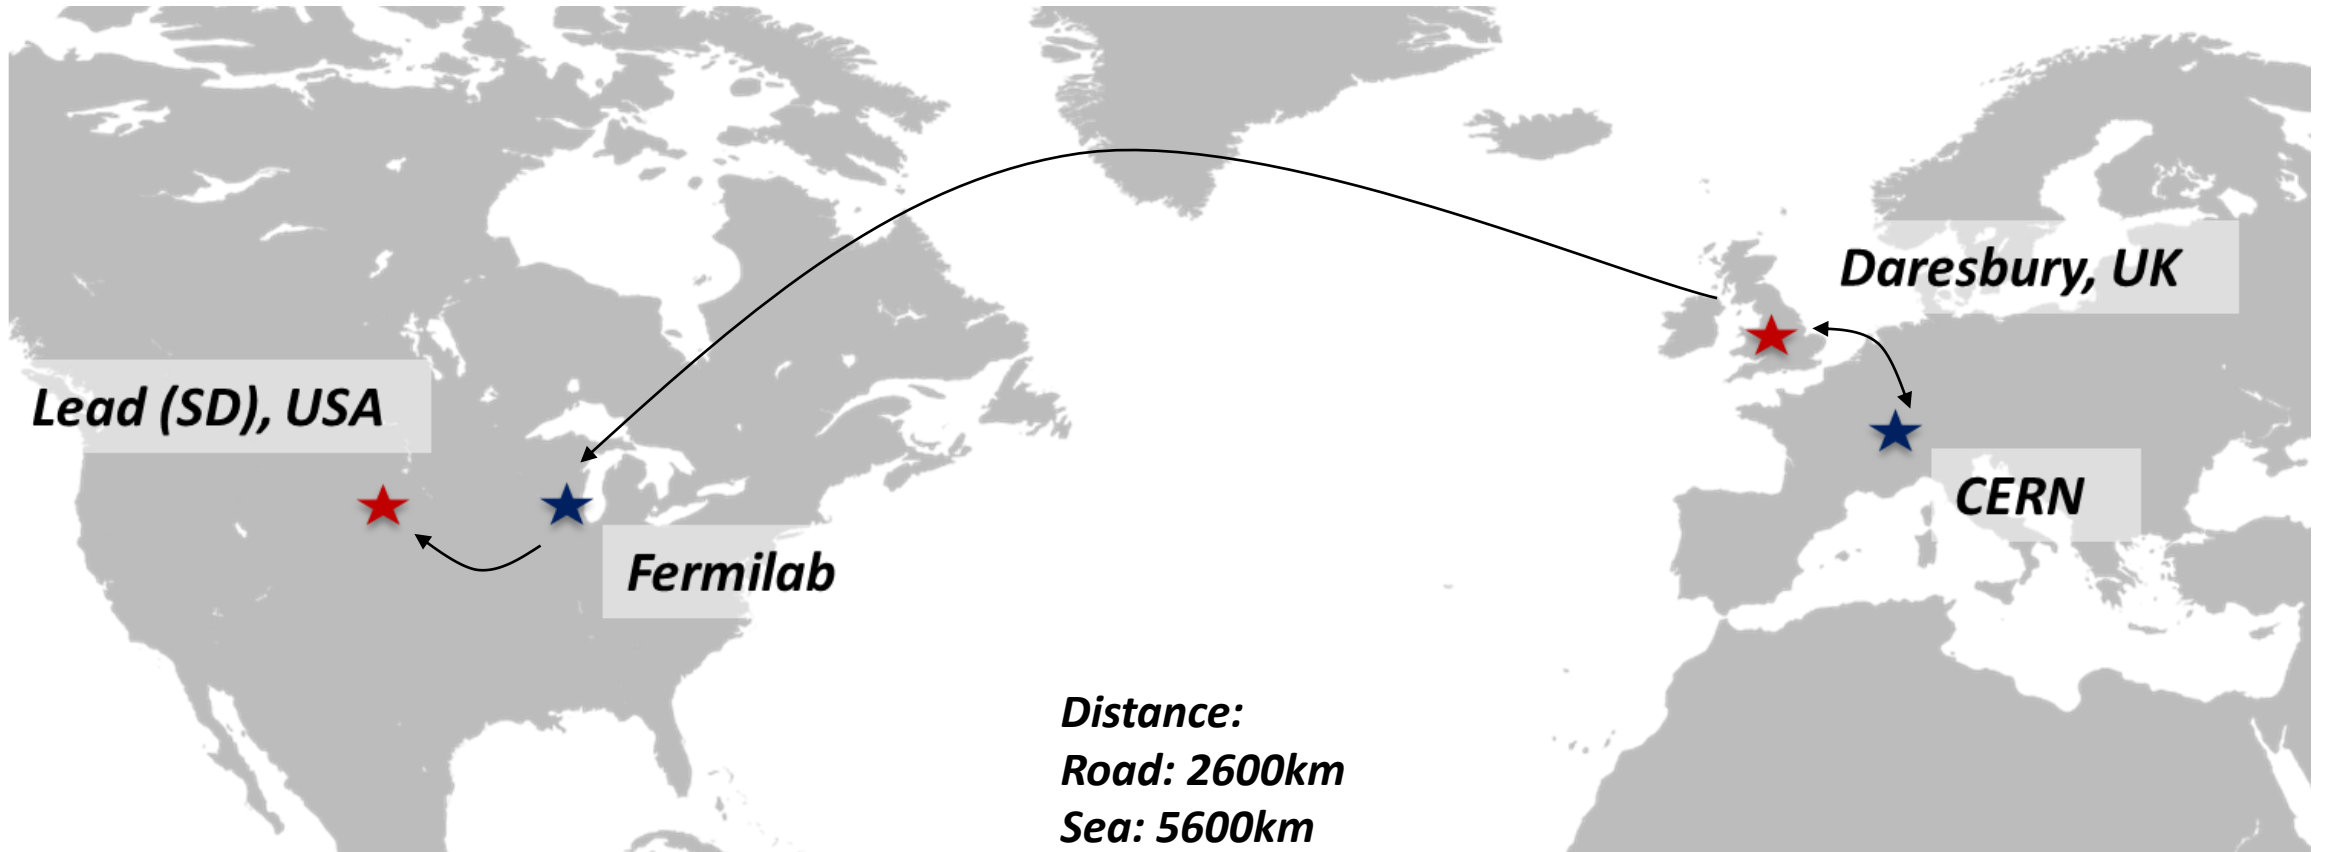 Daresbury, UK
Lead (SD), USA
CERN
Fermilab
Distance:
Road: 2600km
Sea: 5600km